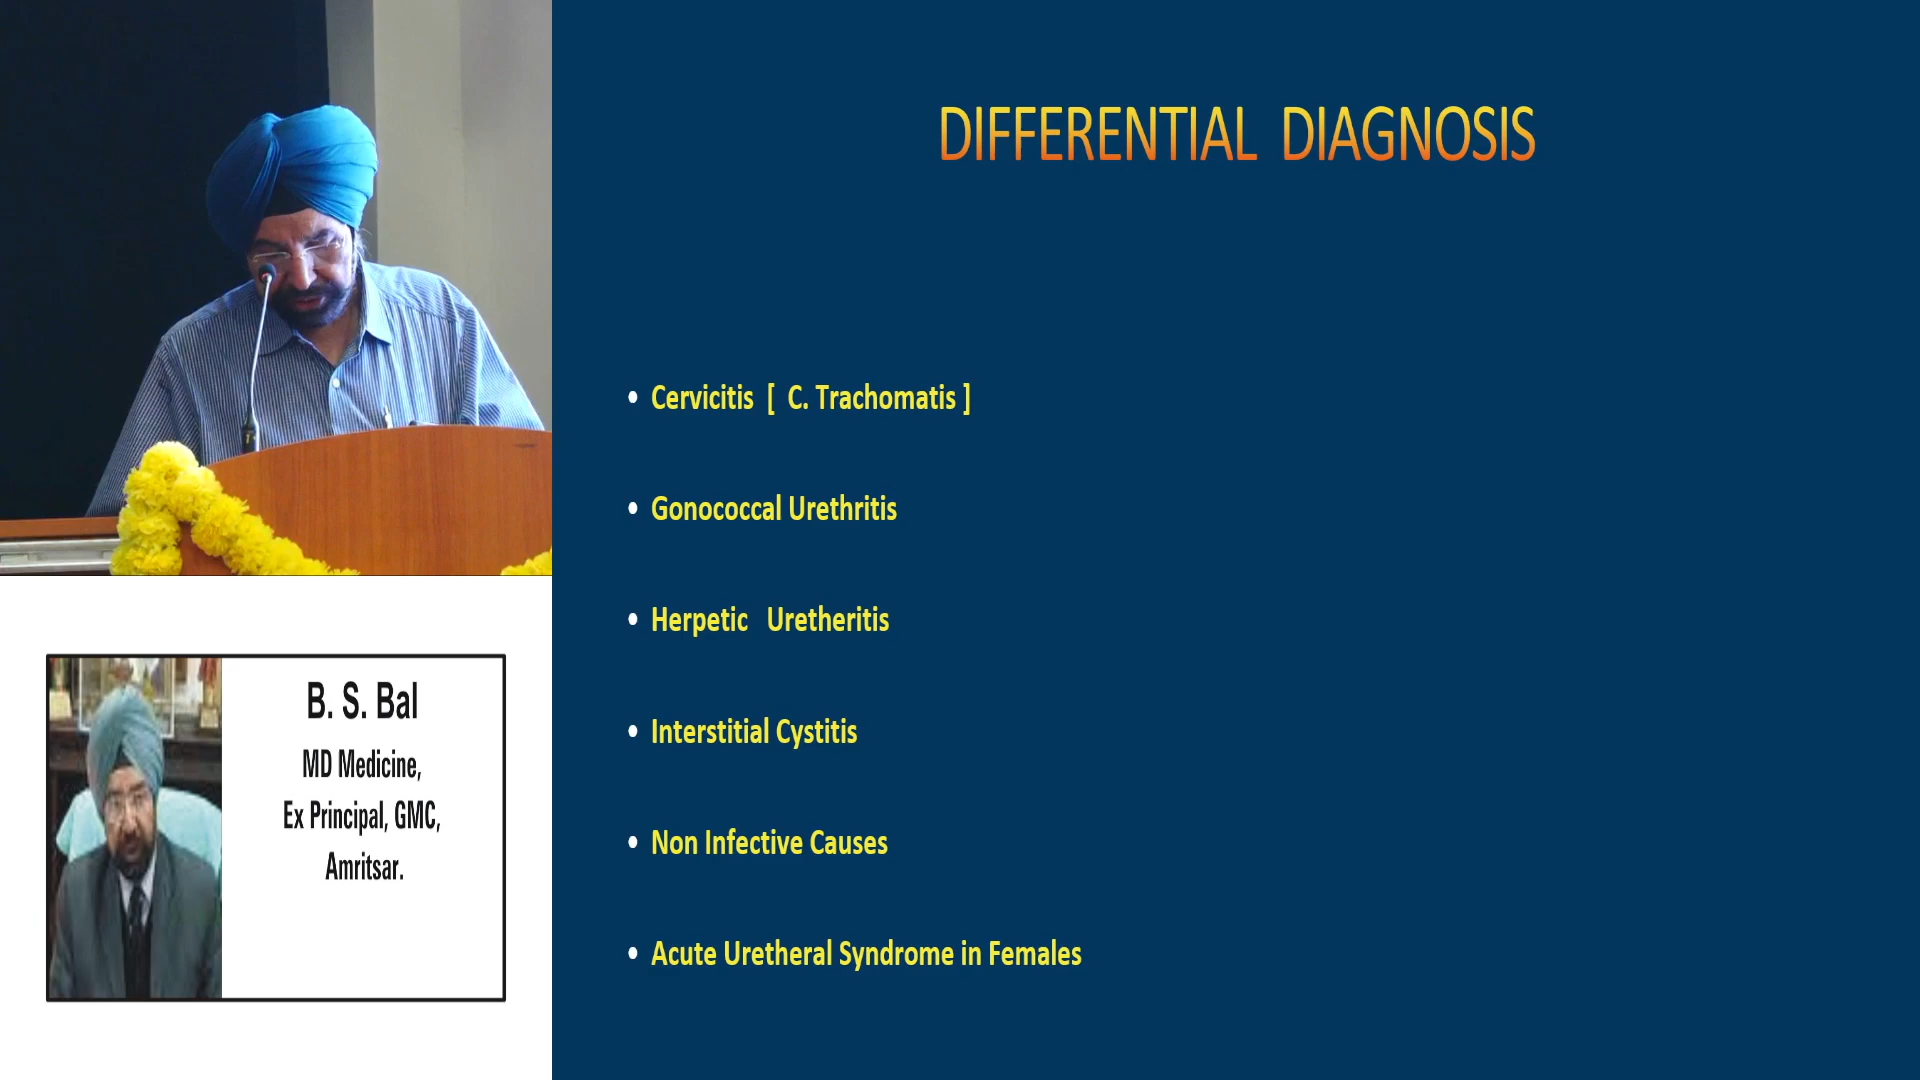 DIFFERENTIAL DIAGNOSIS
• Cervicitis [ C. Trachomatis ]
• Gonococcal Urethritis
• Herpetic Uretheritis
• Interstitial Cystitis
• Non Infective Causes
• Acute Uretheral Syndrome in Females
B. S. Bal
MD Medicine,
Ex Principal, GMC,
Amritsar.